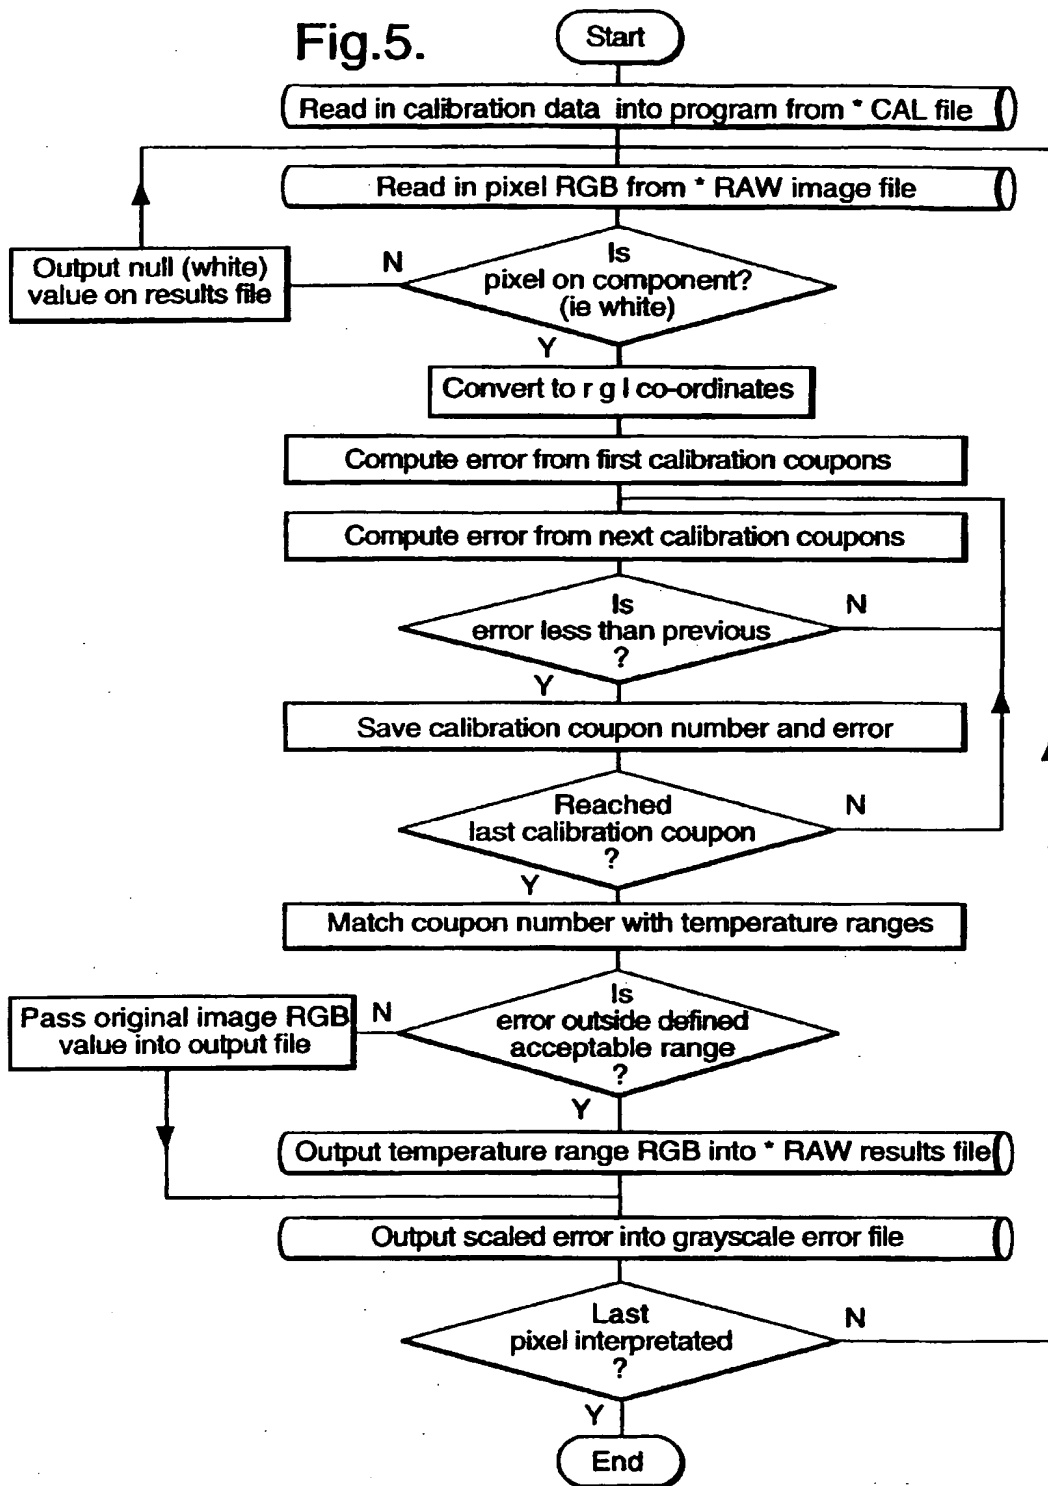 Fig.5.
Start
Read in calibration data into program from * CAL file
Read in pixel RGB from * RAW image file
Output null (white)
value on results file
N
Is
pixel on component?
(ie white)
Y
Convert to r g l co-ordinates
Compute error from first calibration coupons
Compute error from next calibration coupons
Is
error less than previous
?
N
Y
Save calibration coupon number and error
Reached
last calibration coupon
?
N
Y
Match coupon number with temperature ranges
Pass original image RGB
value into output file
N
Is
error outside defined
acceptable range
?
Y
Output temperature range RGB into * RAW results file
Output scaled error into grayscale error file
Last
pixel interpretated
?
N
Y
End